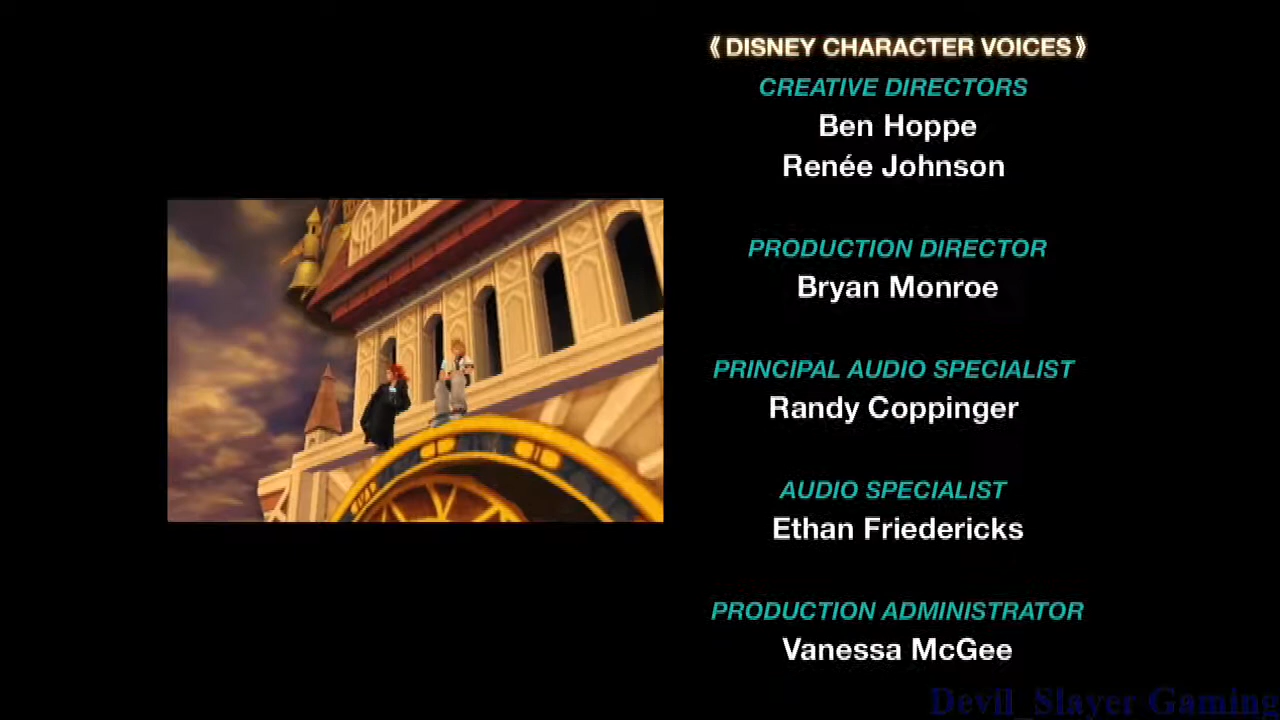 《DISNEY CHARACTER VOICES》
CREATIVE DIRECTORS
Ben Hoppe
Renée Johnson
PRODUCTION DIRECTOR
Bryan Monroe
PRINCIPAL AUDIO SPECIALIST
Randy Coppinger
AUDIO SPECIALIST
Ethan Friedericks
PRODUCTION ADMINISTRATOR
Vanessa McGee
Devil_Slayer Gaming